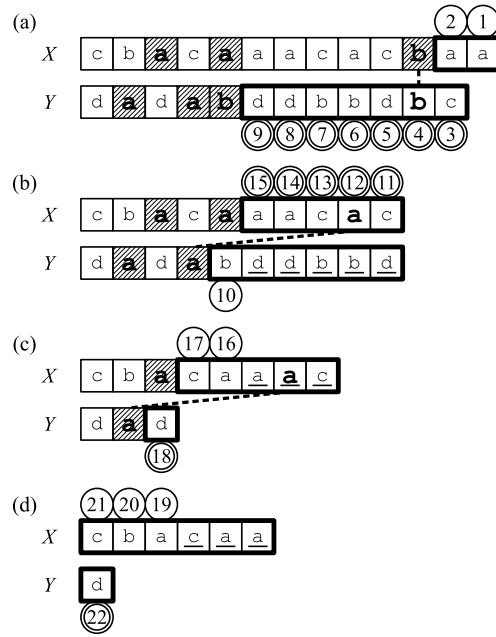 (a) 2 1
X c b a c a a a c a c b a a
Y d a d a b d d b b d b c
9 8 7 6 5 4 3
(b) 15 14 13 12 11
X c b a c a a a c a c
Y d a d a b d d b b d
10
(c) 17 16
X c b a c a a a c
Y d a d
18
(d) 21 20 19
X c b a c a a
Y d
22